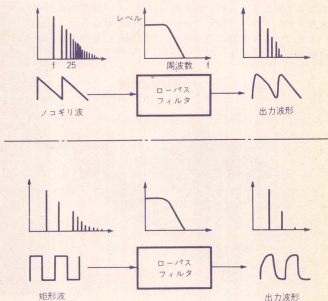 レベル
f 25
周波数 f
ローパス
フィルタ
ノコギリ波
出力波形
ローパス
フィルタ
矩形波
出力波形